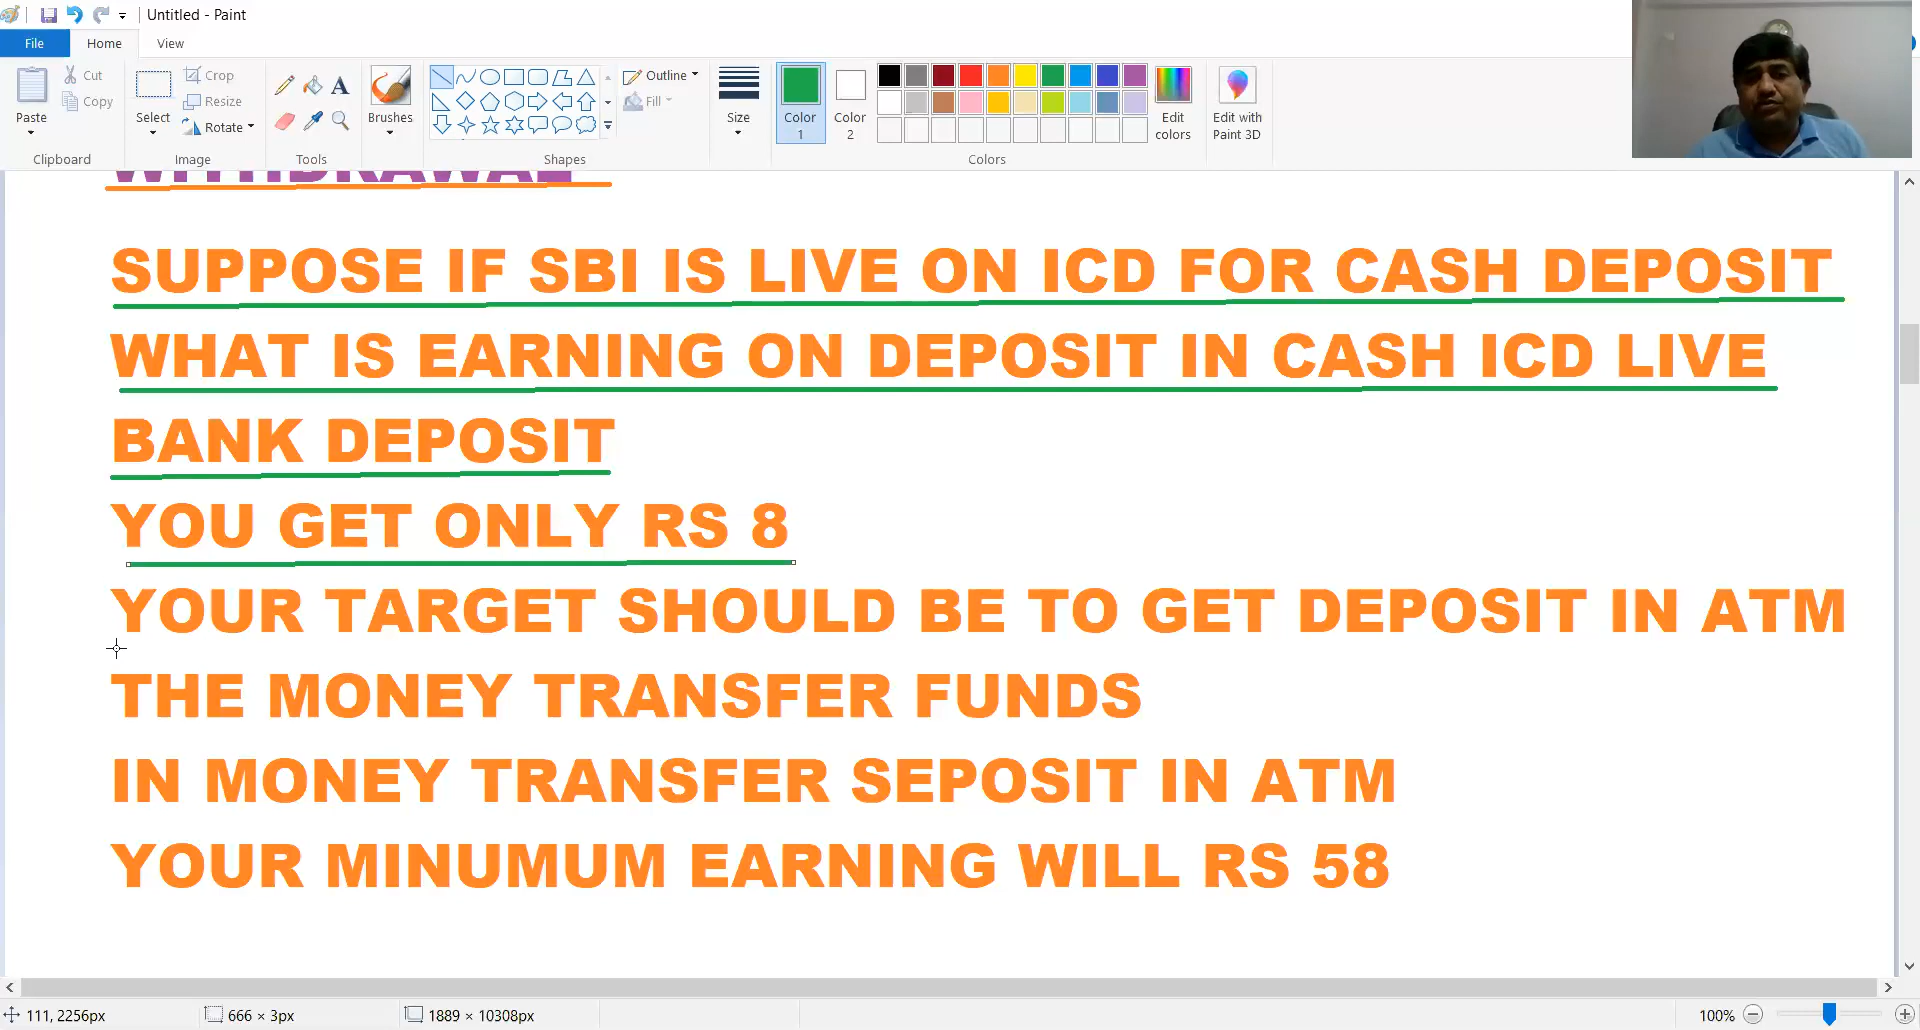 Untitled - Paint
File Home View
Paste
Cut
Copy
Clipboard
Select
Crop
Resize
Rotate
Image
Tools
Brushes
Outline
Fill
Shapes
Size
Color 1
Color 2
Edit colors
Colors
Edit with Paint 3D
WITHDRAWAL
SUPPOSE IF SBI IS LIVE ON ICD FOR CASH DEPOSIT
WHAT IS EARNING ON DEPOSIT IN CASH ICD LIVE
BANK DEPOSIT
YOU GET ONLY RS 8
YOUR TARGET SHOULD BE TO GET DEPOSIT IN ATM
THE MONEY TRANSFER FUNDS
IN MONEY TRANSFER SEPOSIT IN ATM
YOUR MINUMUM EARNING WILL RS 58
111, 2256px 666 × 3px 1889 × 10308px 100%